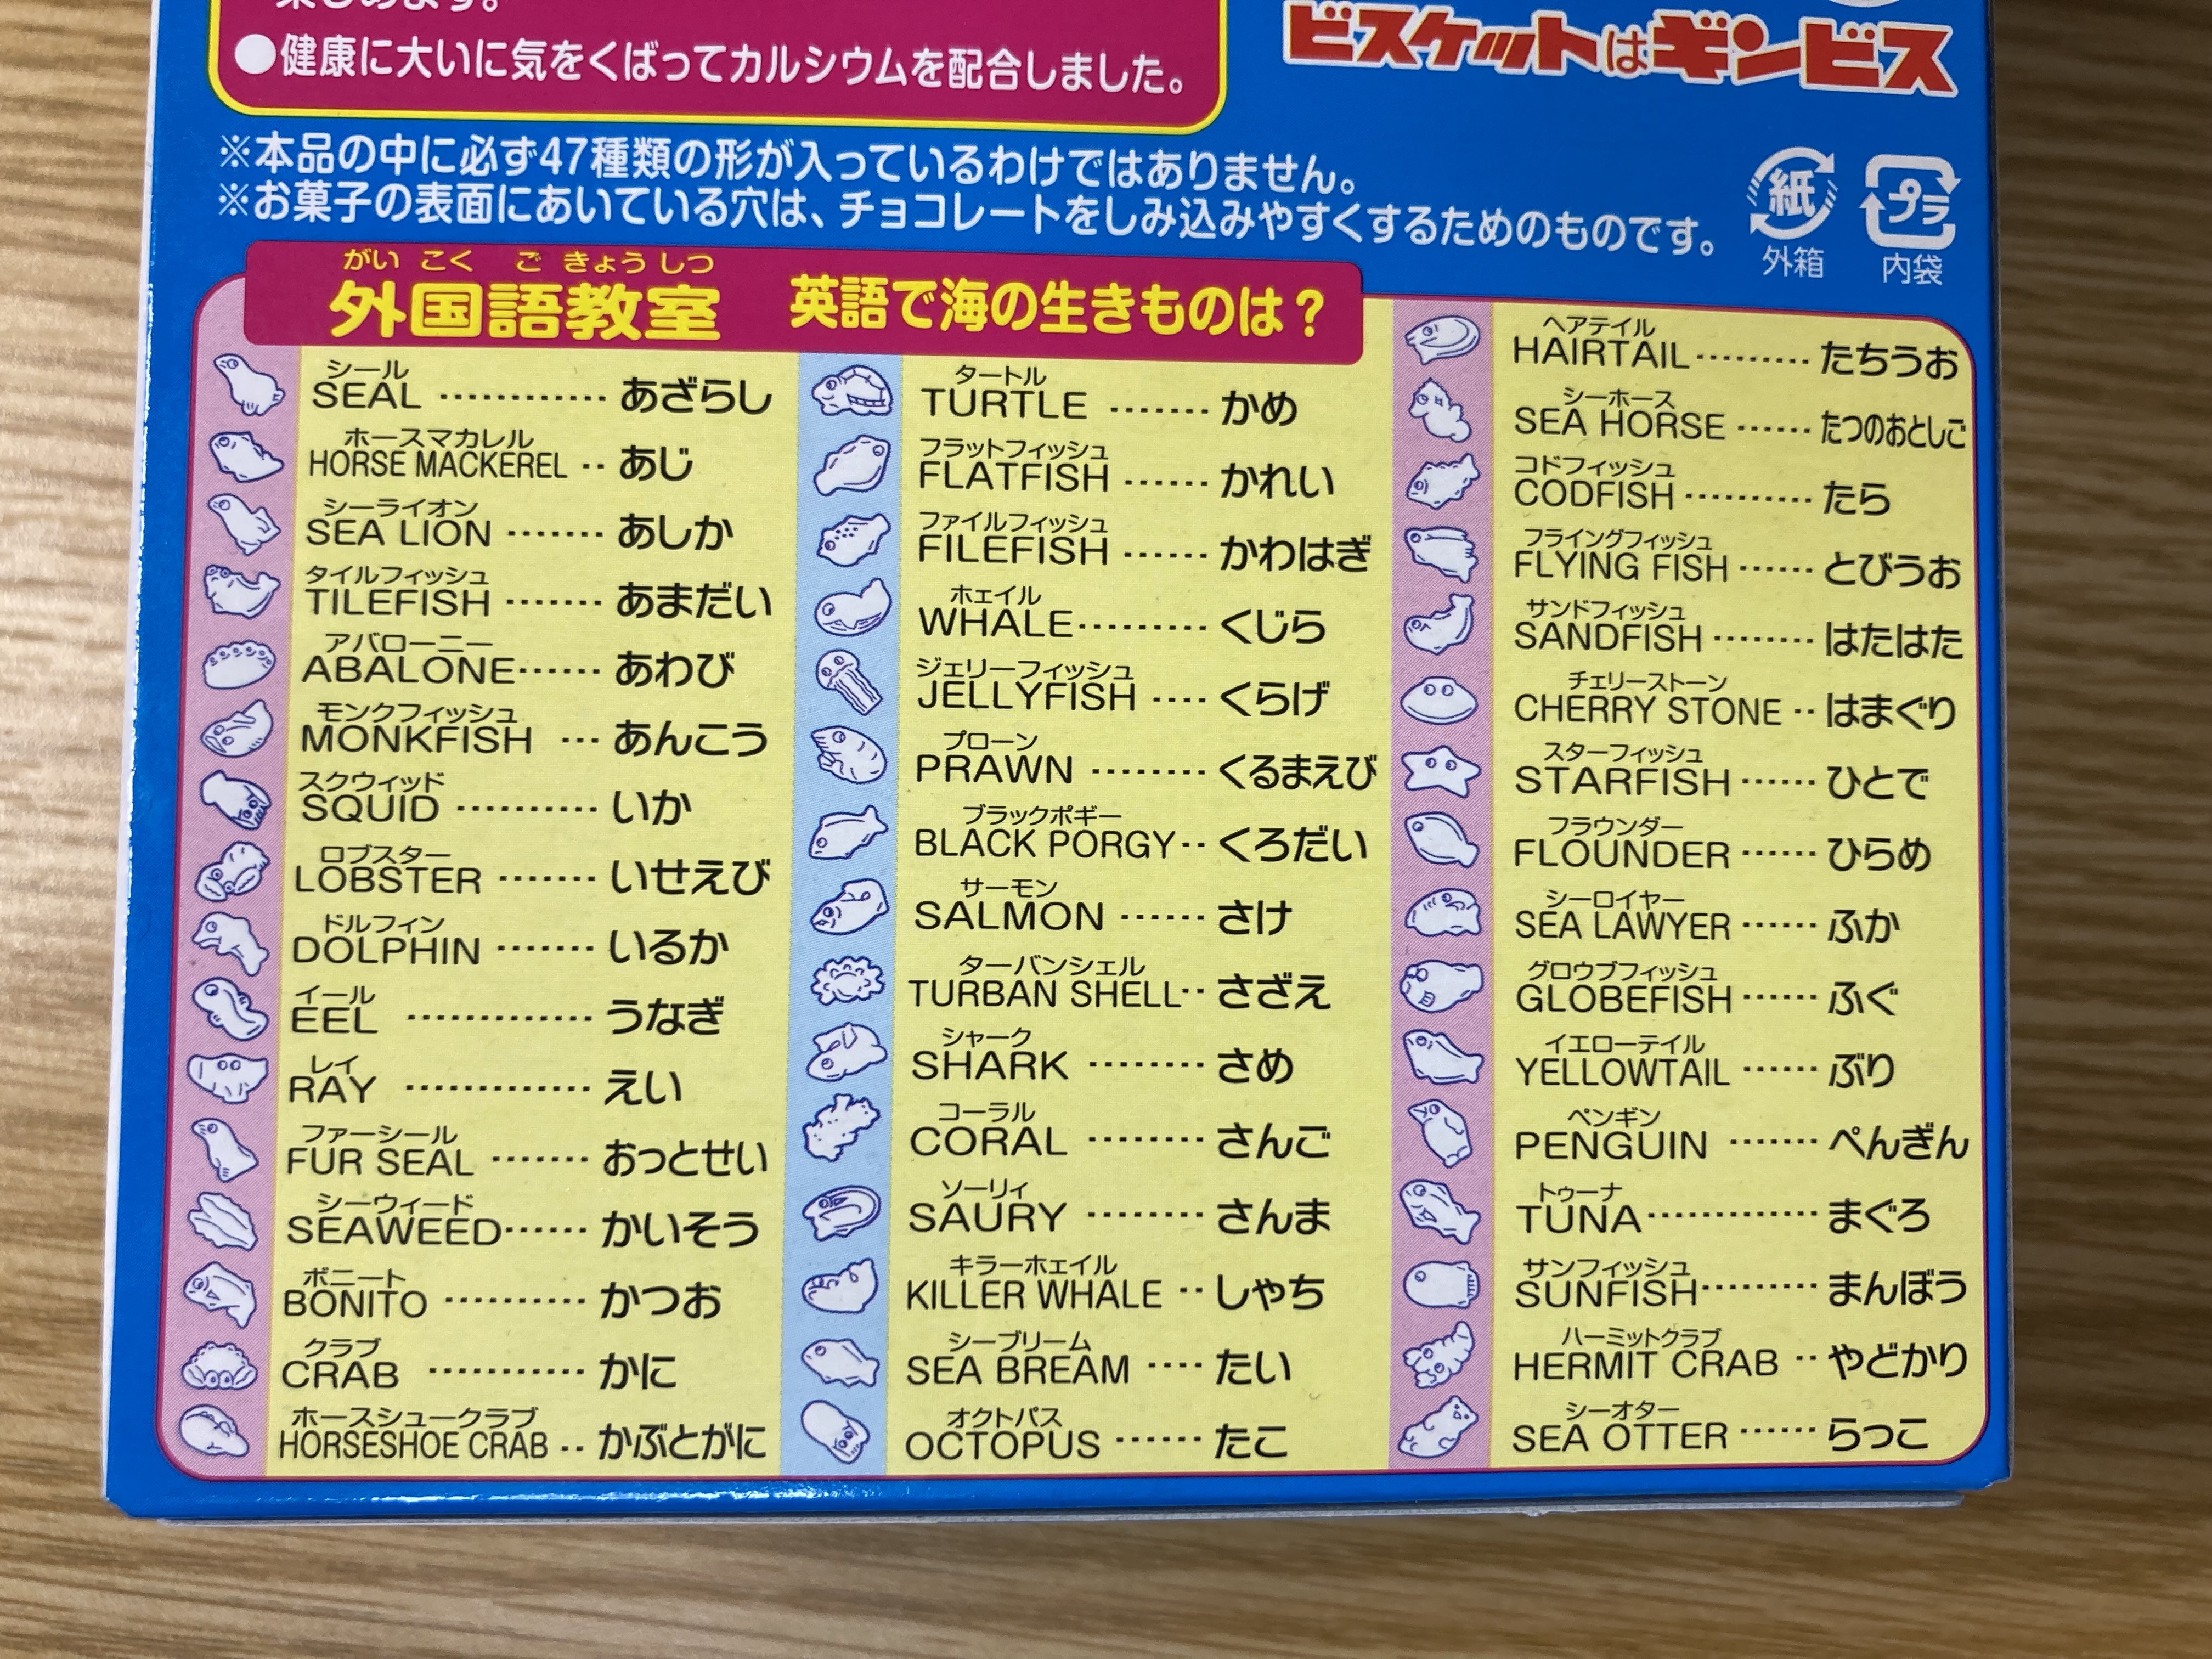 ●健康に大いに気をくばってカルシウムを配合しました。
ビスケットはギンビス
※本品の中に必ず47種類の形が入っているわけではありません。
※お菓子の表面にあいている穴は、チョコレートをしみ込みやすくするためのものです。
紙
外箱
プラ
内袋
がい こく ご きょう しつ
外国語教室 英語で海の生きものは？
シール
SEAL ………… あざらし
ホースマカレル
HORSE MACKEREL ‥ あじ
シーライオン
SEA LION ……‥ あしか
タイルフィッシュ
TILEFISH ……‥ あまだい
アバローニー
ABALONE …… あわび
モンクフィッシュ
MONKFISH … あんこう
スクウィッド
SQUID ………‥ いか
ロブスター
LOBSTER ……‥ いせえび
ドルフィン
DOLPHIN ……‥ いるか
イール
EEL ………… うなぎ
レイ
RAY ………… えい
ファーシール
FUR SEAL ……‥ おっとせい
シーウィード
SEAWEED …… かいそう
ボニート
BONITO ……… かつお
クラブ
CRAB ………… かに
ホースシュークラブ
HORSESHOE CRAB ‥ かぶとがに
タートル
TURTLE ……‥ かめ
フラットフィッシュ
FLATFISH …… かれい
ファイルフィッシュ
FILEFISH …… かわはぎ
ホェイル
WHALE ……… くじら
ジェリーフィッシュ
JELLYFISH ‥‥ くらげ
プローン
PRAWN ……‥ くるまえび
ブラックポギー
BLACK PORGY ‥ くろだい
サーモン
SALMON …… さけ
ターバンシェル
TURBAN SHELL ‥ さざえ
シャーク
SHARK ……‥ さめ
コーラル
CORAL ……‥ さんご
ソーリィ
SAURY ……‥ さんま
キラーホェイル
KILLER WHALE ‥ しゃち
シーブリーム
SEA BREAM ‥‥ たい
オクトパス
OCTOPUS …… たこ
ヘアテイル
HAIRTAIL ……… たちうお
シーホース
SEA HORSE …… たつのおとしご
コドフィッシュ
CODFISH ……… たら
フライングフィッシュ
FLYING FISH …… とびうお
サンドフィッシュ
SANDFISH ……‥ はたはた
チェリーストーン
CHERRY STONE ‥ はまぐり
スターフィッシュ
STARFISH …… ひとで
フラウンダー
FLOUNDER …… ひらめ
シーロイヤー
SEA LAWYER …… ふか
グロウブフィッシュ
GLOBEFISH …… ふぐ
イエローテイル
YELLOWTAIL …… ぶり
ペンギン
PENGUIN ……‥ ぺんぎん
トゥーナ
TUNA ………… まぐろ
サンフィッシュ
SUNFISH ……… まんぼう
ハーミットクラブ
HERMIT CRAB ‥ やどかり
シーオター
SEA OTTER …… らっこ